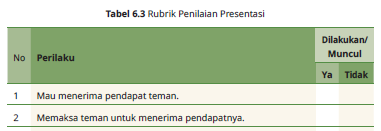 Tabel 6.3 Rubrik Penilaian Presentasi
No Perilaku Dilakukan/
Muncul
Ya Tidak
1 Mau menerima pendapat teman.
2 Memaksa teman untuk menerima pendapatnya.